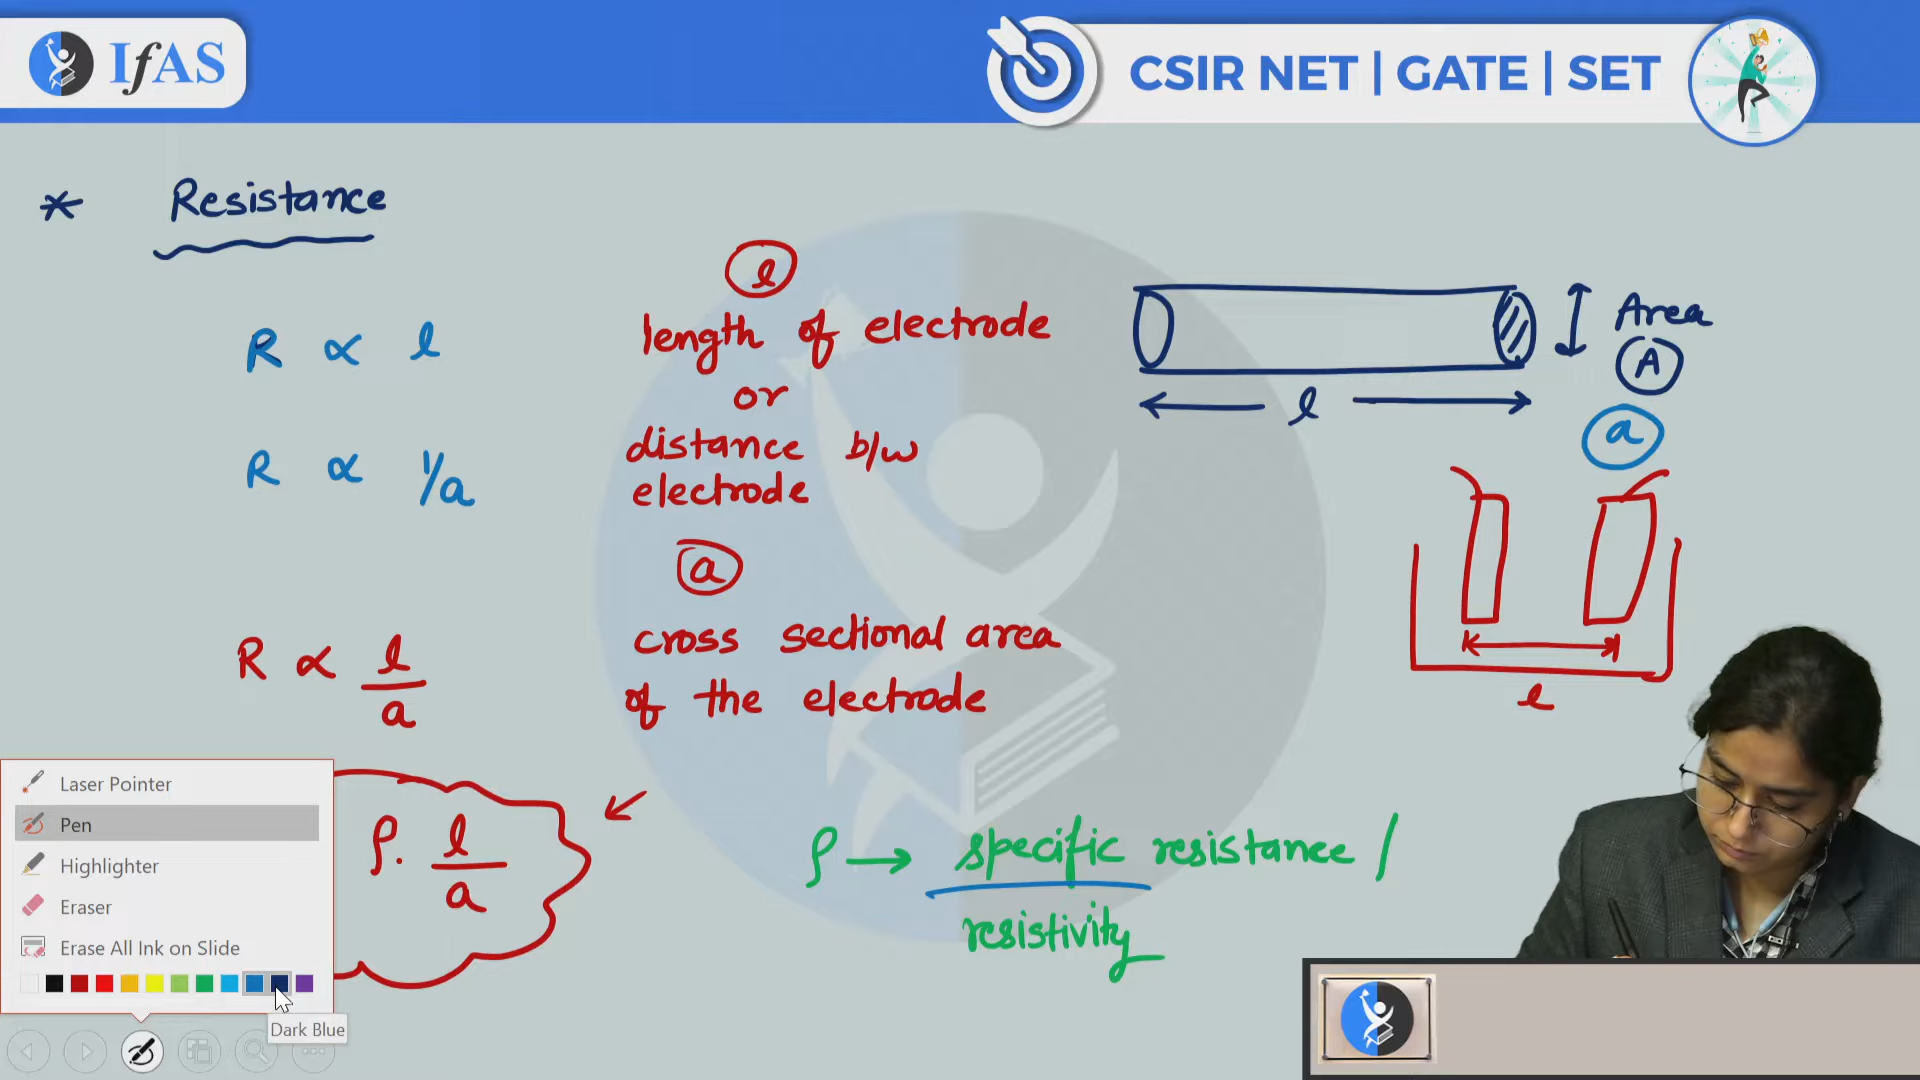 IfAS
CSIR NET | GATE | SET
* Resistance
R ∝ l
R ∝ 1/a
R ∝ l/a
ρ. l/a
l
length of electrode
or
distance b/w
electrode
a
cross sectional area
of the electrode
Area
A
l
a
l
ρ → specific resistance /
resistivity
Laser Pointer
Pen
Highlighter
Eraser
Erase All Ink on Slide
Dark Blue